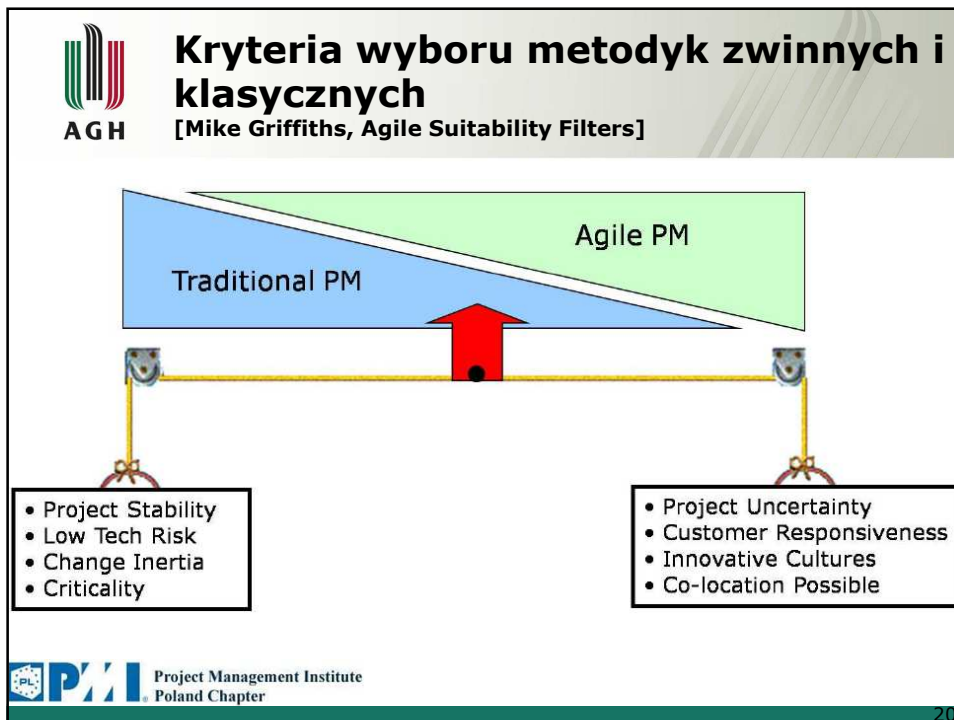 Kryteria wyboru metodyk zwinnych i
klasycznych
[Mike Griffiths, Agile Suitability Filters]
AGH
Agile PM
Traditional PM
• Project Stability
• Low Tech Risk
• Change Inertia
• Criticality
• Project Uncertainty
• Customer Responsiveness
• Innovative Cultures
• Co-location Possible
PL
PMI
Project Management Institute
Poland Chapter
20